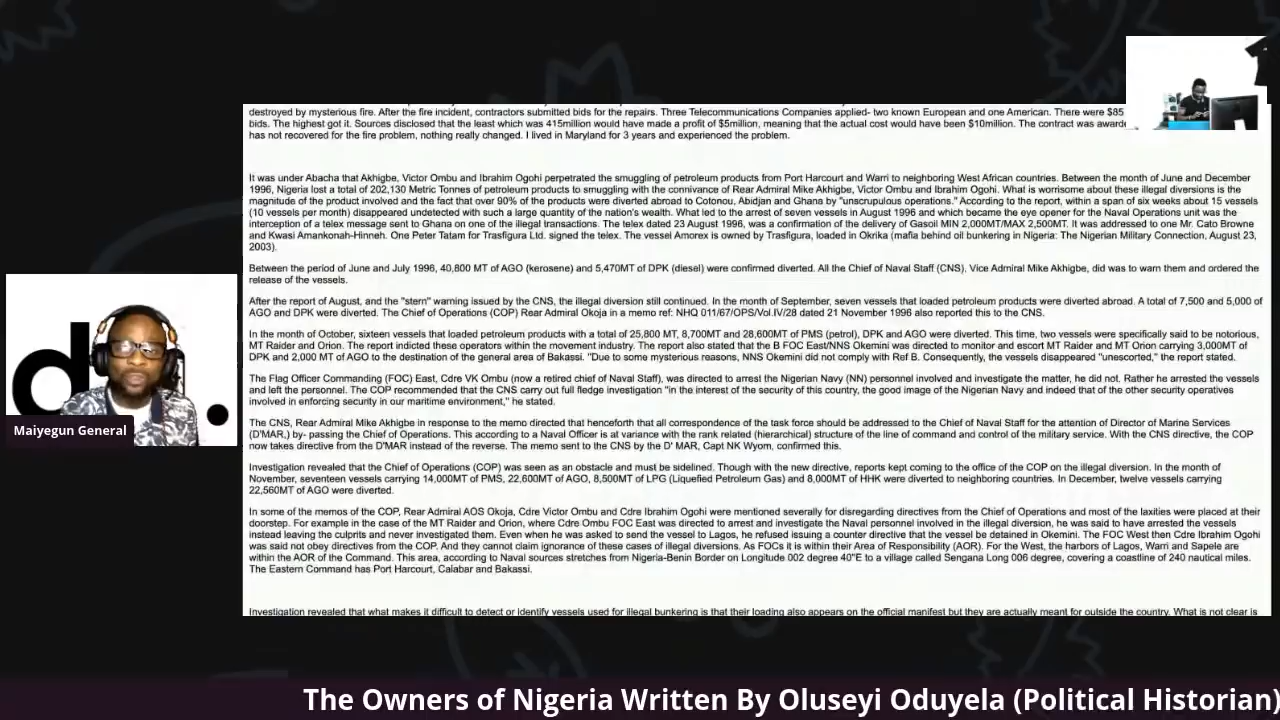 destroyed by mysterious fire. After the fire incident, contractors submitted bids for the repairs. Three Telecommunications Companies applied- two known European and one American. There were $85
bids. The highest got it. Sources disclosed that the least which was 415million would have made a profit of $5million, meaning that the actual cost would have been $10million. The contract was awarde
has not recovered for the fire problem, nothing really changed. I lived in Maryland for 3 years and experienced the problem.
It was under Abacha that Akhigbe, Victor Ombu and Ibrahim Ogohi perpetrated the smuggling of petroleum products from Port Harcourt and Warri to neighboring West African countries. Between the month of June and December
1996, Nigeria lost a total of 202,130 Metric Tonnes of petroleum products to smuggling with the connivance of Rear Admiral Mike Akhigbe, Victor Ombu and Ibrahim Ogohi. What is worrisome about these illegal diversions is the
magnitude of the product involved and the fact that over 90% of the products were diverted abroad to Cotonou, Abidjan and Ghana by "unscrupulous operations." According to the report, within a span of six weeks about 15 vessels
(10 vessels per month) disappeared undetected with such a large quantity of the nation's wealth. What led to the arrest of seven vessels in August 1996 and which became the eye opener for the Naval Operations unit was the
interception of a telex message sent to Ghana on one of the illegal transactions. The telex dated 23 August 1996, was a confirmation of the delivery of Gasoil MIN 2,000MT/MAX 2,500MT. It was addressed to one Mr. Cato Browne
and Kwasi Amankonah-Hinneh. One Peter Tatam for Trasfigura Ltd. signed the telex. The vessel Amorex is owned by Trasfigura, loaded in Okrika (mafia behind oil bunkering in Nigeria: The Nigerian Military Connection, August 23,
2003).
Between the period of June and July 1996, 40,800 MT of AGO (kerosene) and 5,470MT of DPK (diesel) were confirmed diverted. All the Chief of Naval Staff (CNS), Vice Admiral Mike Akhigbe, did was to warn them and ordered the
release of the vessels.
After the report of August, and the "stern" warning issued by the CNS, the illegal diversion still continued. In the month of September, seven vessels that loaded petroleum products were diverted abroad. A total of 7,500 and 5,000 of
AGO and DPK were diverted. The Chief of Operations (COP) Rear Admiral Okoja in a memo ref: NHQ 011/67/OPS/Vol.IV/28 dated 21 November 1996 also reported this to the CNS.
In the month of October, sixteen vessels that loaded petroleum products with a total of 25,800 MT, 8,700MT and 28,600MT of PMS (petrol), DPK and AGO were diverted. This time, two vessels were specifically said to be notorious,
MT Raider and Orion. The report indicted these operators within the movement industry. The report also stated that the B FOC East/NNS Okemini was directed to monitor and escort MT Raider and MT Orion carrying 3,000MT of
DPK and 2,000 MT of AGO to the destination of the general area of Bakassi. "Due to some mysterious reasons, NNS Okemini did not comply with Ref B. Consequently, the vessels disappeared "unescorted," the report stated.
The Flag Officer Commanding (FOC) East, Cdre VK Ombu (now a retired chief of Naval Staff), was directed to arrest the Nigerian Navy (NN) personnel involved and investigate the matter, he did not. Rather he arrested the vessels
and left the personnel. The COP recommended that the CNS carry out full fledge investigation "in the interest of the security of this country, the good image of the Nigerian Navy and indeed that of the other security operatives
involved in enforcing security in our maritime environment," he stated.
The CNS, Rear Admiral Mike Akhigbe in response to the memo directed that henceforth that all correspondence of the task force should be addressed to the Chief of Naval Staff for the attention of Director of Marine Services
(D'MAR,) by- passing the Chief of Operations. This according to a Naval Officer is at variance with the rank related (hierarchical) structure of the line of command and control of the military service. With the CNS directive, the COP
now takes directive from the D'MAR instead of the reverse. The memo sent to the CNS by the D' MAR, Capt NK Wyom, confirmed this.
Investigation revealed that the Chief of Operations (COP) was seen as an obstacle and must be sidelined. Though with the new directive, reports kept coming to the office of the COP on the illegal diversion. In the month of
November, seventeen vessels carrying 14,000MT of PMS, 22,600MT of AGO, 8,500MT of LPG (Liquefied Petroleum Gas) and 8,000MT of HHK were diverted to neighboring countries. In December, twelve vessels carrying
22,560MT of AGO were diverted.
In some of the memos of the COP, Rear Admiral AOS Okoja, Cdre Victor Ombu and Cdre Ibrahim Ogohi were mentioned severally for disregarding directives from the Chief of Operations and most of the laxities were placed at their
doorstep. For example in the case of the MT Raider and Orion, where Cdre Ombu FOC East was directed to arrest and investigate the Naval personnel involved in the illegal diversion, he was said to have arrested the vessels
instead leaving the culprits and never investigated them. Even when he was asked to send the vessel to Lagos, he refused issuing a counter directive that the vessel be detained in Okemini. The FOC West then Cdre Ibrahim Ogohi
was said not obey directives from the COP. And they cannot claim ignorance of these cases of illegal diversions. As FOCs it is within their Area of Responsibility (AOR). For the West, the harbors of Lagos, Warri and Sapele are
within the AOR of the Command. This area, according to Naval sources stretches from Nigeria-Benin Border on Longitude 002 degree 40"E to a village called Sengana Long 006 degree, covering a coastline of 240 nautical miles.
The Eastern Command has Port Harcourt, Calabar and Bakassi.
Investigation revealed that what makes it difficult to detect or identify vessels used for illegal bunkering is that their loading also appears on the official manifest but they are actually meant for outside the country. What is not clear is
d
Maiyegun General
The Owners of Nigeria Written By Oluseyi Oduyela (Political Historian)